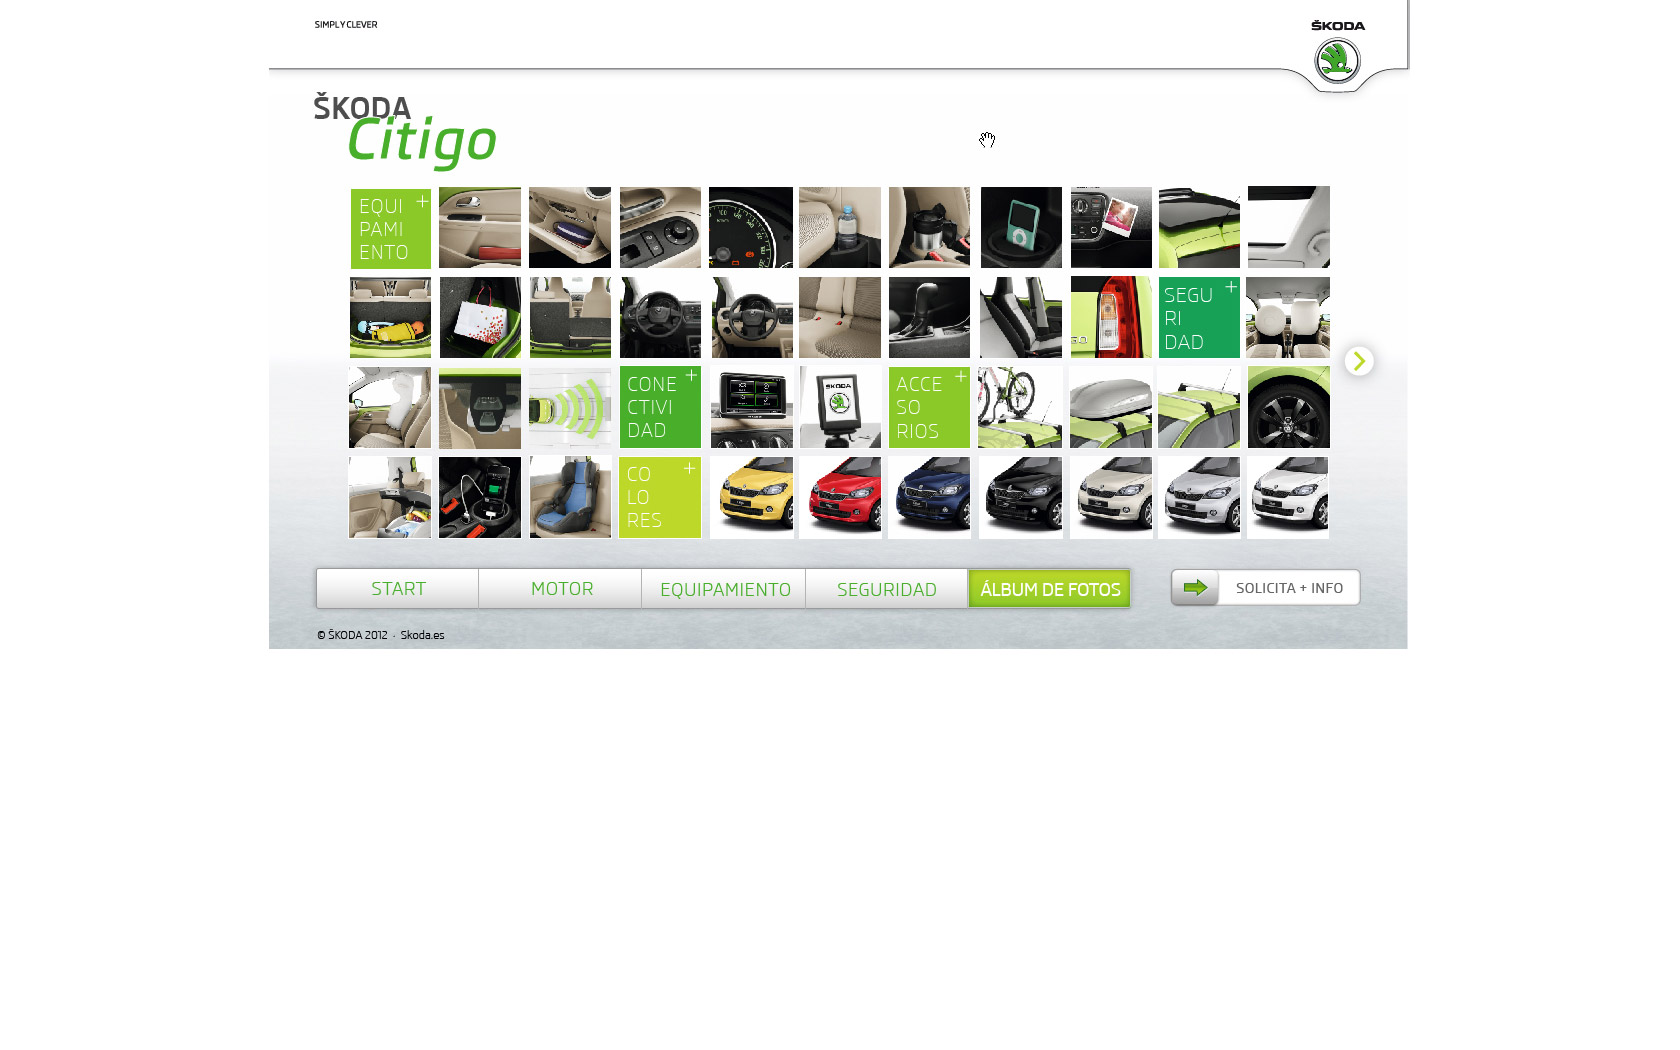 SIMPLY CLEVER
ŠKODA
ŠKODA
Citigo
EQUI +
PAMI
ENTO
SEGU +
RI
DAD
CONE +
CTIVI
DAD
ŠKODA
ACCE +
SO
RIOS
CO +
LO
RES
START
MOTOR
EQUIPAMIENTO
SEGURIDAD
ÁLBUM DE FOTOS
SOLICITA + INFO
© ŠKODA 2012 · Skoda.es